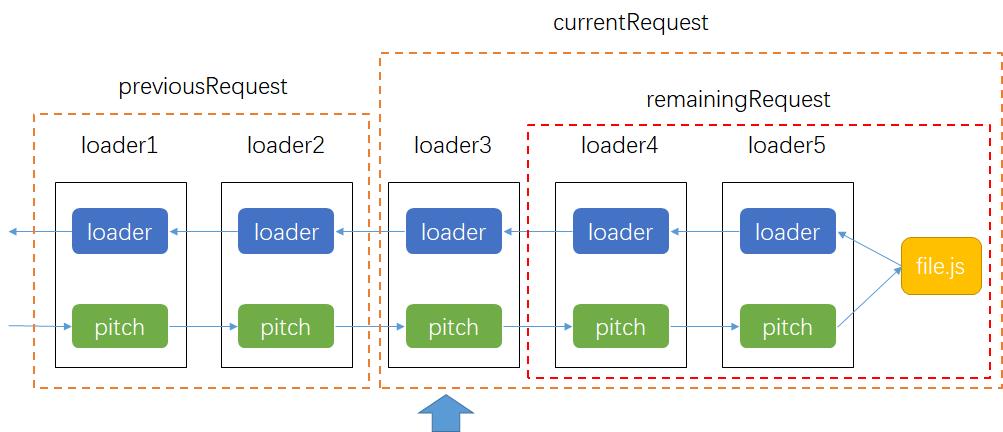 currentRequest
previousRequest
remainingRequest
loader1
loader2
loader3
loader4
loader5
loader
loader
loader
loader
loader
file.js
pitch
pitch
pitch
pitch
pitch